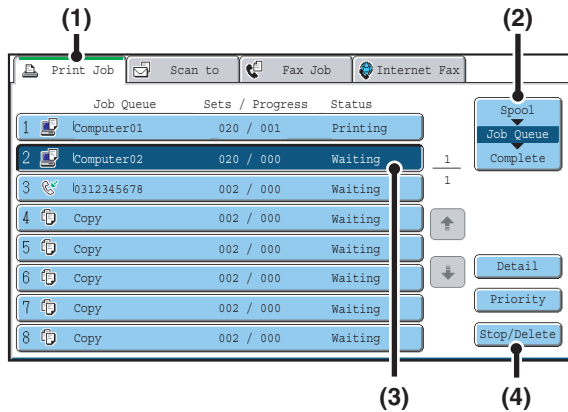 (1) (2)
Print Job Scan to Fax Job Internet Fax
Job Queue Sets / Progress Status
1 Computer01 020 / 001 Printing
2 Computer02 020 / 000 Waiting
3 0312345678 002 / 000 Waiting
4 Copy 002 / 000 Waiting
5 Copy 002 / 000 Waiting
6 Copy 002 / 000 Waiting
7 Copy 002 / 000 Waiting
8 Copy 002 / 000 Waiting
1
1
Spool
Job Queue
Complete
Detail
Priority
Stop/Delete
(3) (4)